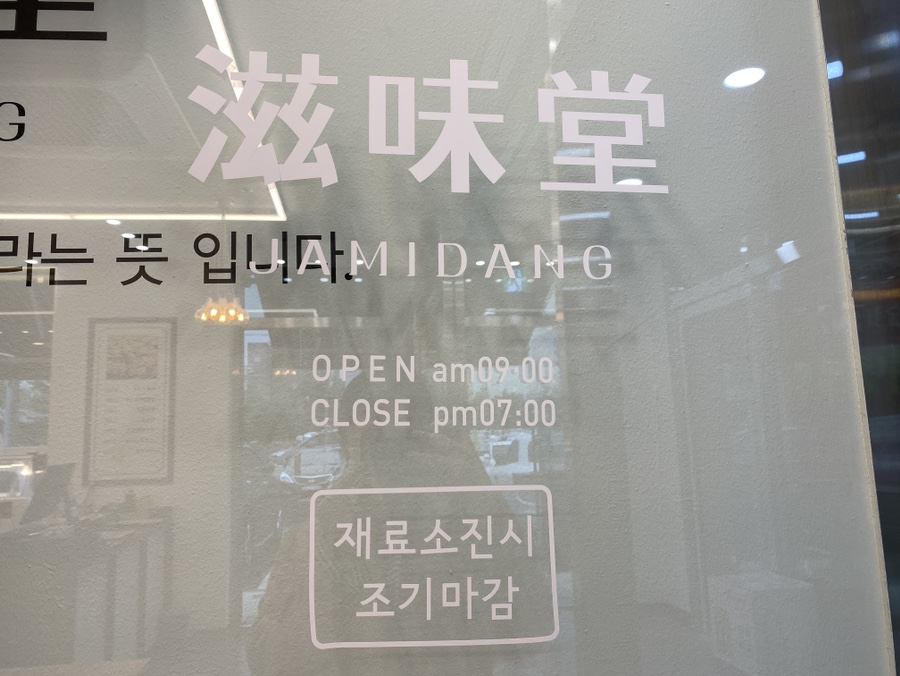 滋味堂
G
라는 뜻 입니다.
JAMIDANG
OPEN am09:00
CLOSE pm07:00
재료소진시
조기마감